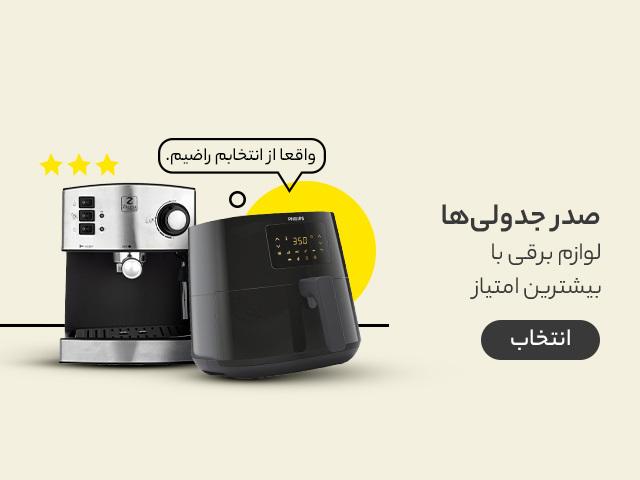 واقعا از انتخابم راضیم.
صدر جدولی‌ها
لوازم برقی با
بیشترین امتیاز
انتخاب
PHILIPS
350